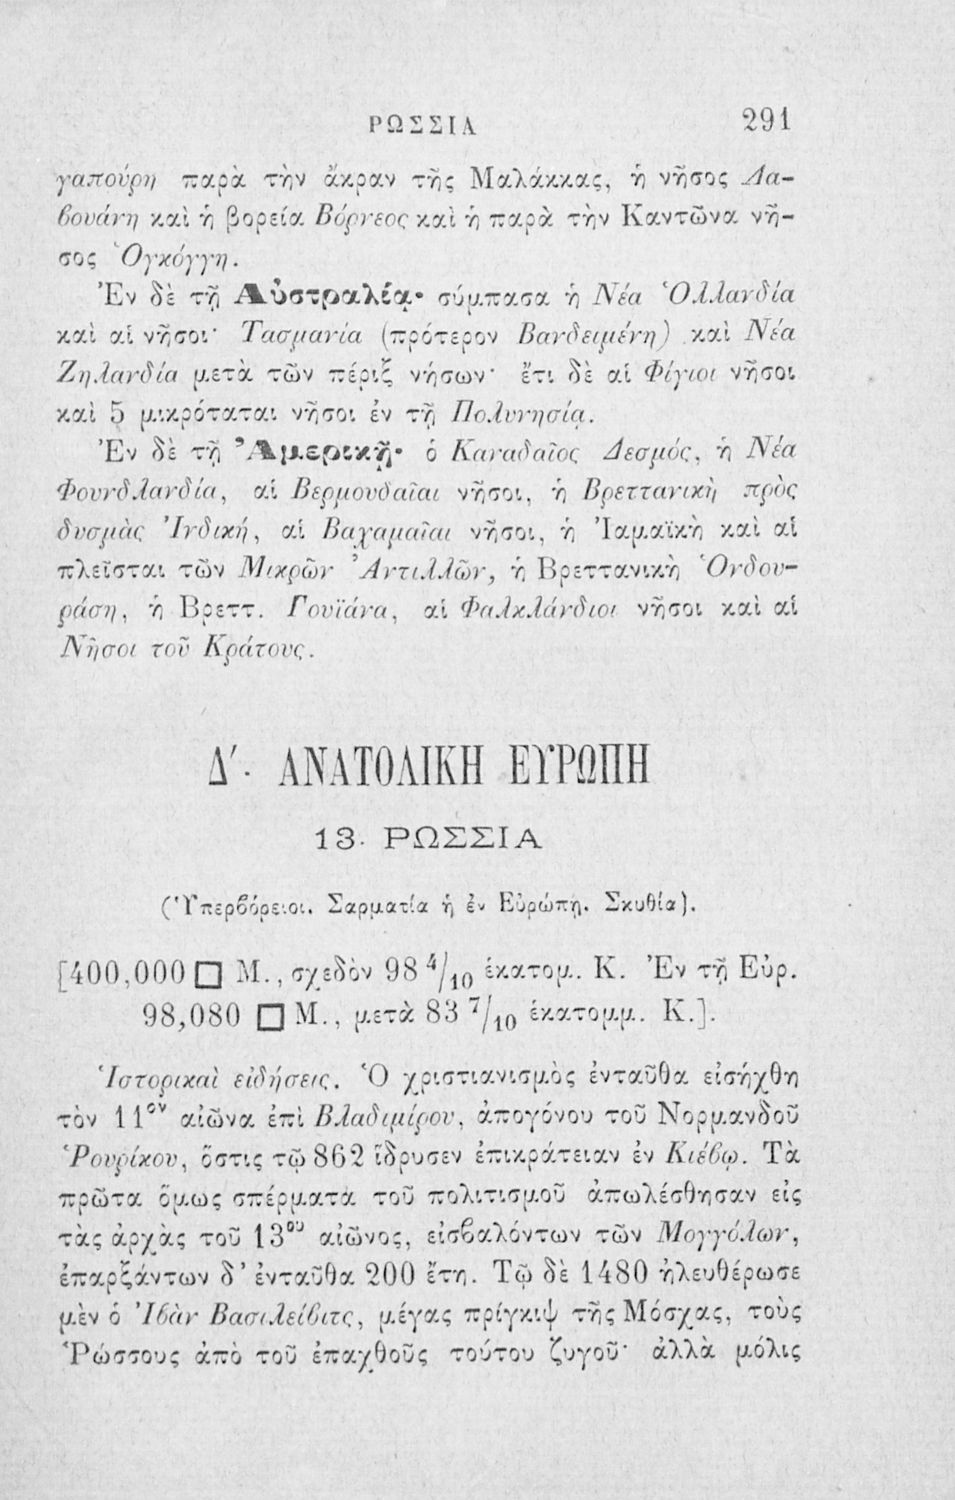 ΡΩΣΣΙΑ 291
γαπούρη παρὰ τὴν ἄκραν τῆς Μαλάκκας, ἡ νῆσος Λα-
βουάνη καὶ ἡ βορεία Βόρνεος καὶ ἡ παρὰ τὴν Καντῶνα νῆ-
σος Ὁγκόγγη.
Ἐν δὲ τῇ Αὐστραλίᾳ· σύμπασα ἡ Νέα Ὁλλανδία
καὶ αἱ νῆσοι· Τασμανία (πρότερον Βανδειμένη) καὶ Νέα
Ζηλανδία μετὰ τῶν πέριξ νήσων· ἔτι δὲ αἱ Φίγιοι νῆσοι
καὶ 5 μικρόταται νῆσοι ἐν τῇ Πολυνησίᾳ.
Ἐν δὲ τῇ Ἀμερικῇ· ὁ Καναδαῖος Δεσμός, ἡ Νέα
Φουνδλανδία, αἱ Βερμουδαῖαι νῆσοι, ἡ Βρεττανικὴ πρὸς
δυσμὰς Ἰνδική, αἱ Βαχαμαῖαι νῆσοι, ἡ Ἰαμαϊκὴ καὶ αἱ
πλεῖσται τῶν Μικρῶν Ἀντιλλῶν, ἡ Βρεττανικὴ Ὁνδου-
ράση, ἡ Βρεττ. Γουϊάνα, αἱ Φαλκλάνδιοι νῆσοι καὶ αἱ
Νῆσοι τοῦ Κράτους.
Δ΄. ΑΝΑΤΟΛΙΚΗ ΕΥΡΩΠΗ
13. ΡΩΣΣΙΑ
(Ὑπερβόρειοι. Σαρματία ἡ ἐν Εὐρώπῃ. Σκυθία).
[400,000 □ Μ., σχεδὸν 98 4/10 ἑκατομ. Κ. Ἐν τῇ Εὐρ.
98,080 □ Μ., μετὰ 83 7/10 ἑκατομμ. Κ.].
Ἱστορικαὶ εἰδήσεις. Ὁ χριστιανισμὸς ἐνταῦθα εἰσήχθη
τὸν 11ον αἰῶνα ἐπὶ Βλαδιμίρου, ἀπογόνου τοῦ Νορμανδοῦ
Ῥουρίκου, ὅστις τῷ 862 ἵδρυσεν ἐπικράτειαν ἐν Κιέβῳ. Τὰ
πρῶτα ὅμως σπέρματα τοῦ πολιτισμοῦ ἀπωλέσθησαν εἰς
τὰς ἀρχὰς τοῦ 13ου αἰῶνος, εἰσβαλόντων τῶν Μογγόλων,
ἐπαρξάντων δ' ἐνταῦθα 200 ἔτη. Τῷ δὲ 1480 ἠλευθέρωσε
μὲν ὁ Ἰβὰν Βασιλείβιτς, μέγας πρίγκιψ τῆς Μόσχας, τοὺς
Ῥώσσους ἀπὸ τοῦ ἐπαχθοῦς τούτου ζυγοῦ· ἀλλὰ μόλις